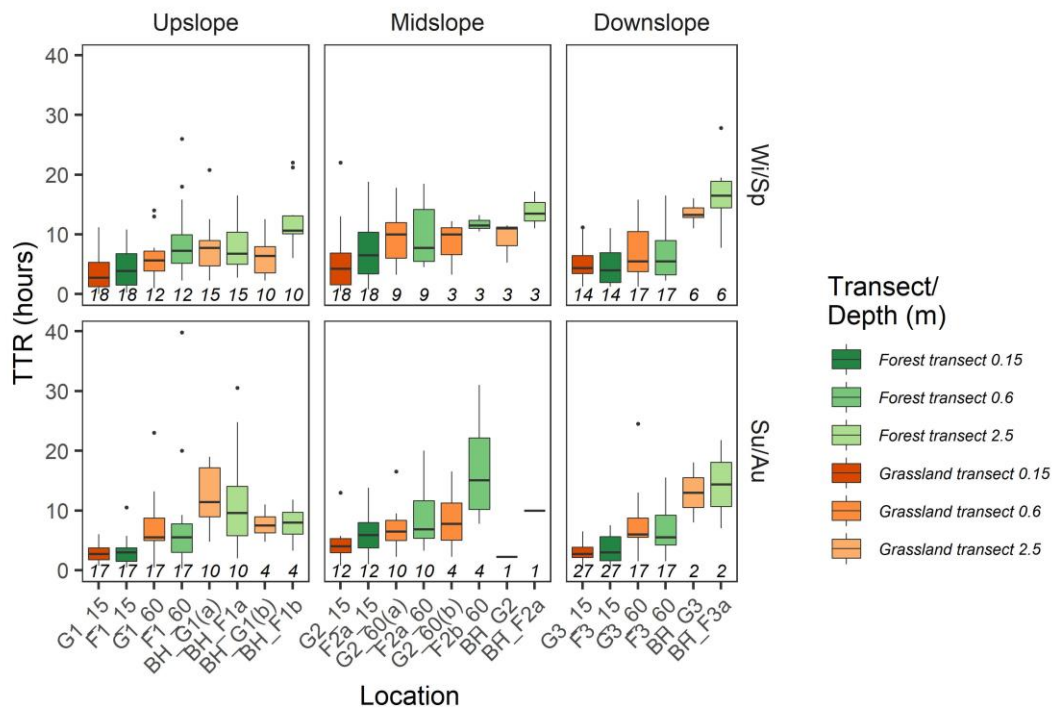 Upslope Midslope Downslope
TTR (hours)
40
30
20
10
0
18 18 12 12 15 15 10 10
18 18 9 9 3 3 3 3
14 14 17 17 6 6
Wi/Sp
40
30
20
10
0
17 17 17 17 10 10 4 4
12 12 10 10 4 4 1 1
27 27 17 17 2 2
Su/Au
G1_15 F1_15 G1_60 F1_60 BH_G1(a) BH_F1a BH_G1(b) BH_F1b
G2_15 F2a_15 G2_60(a) F2a_60 G2_60(b) F2b_60 BH_G2 BH_F2a
G3_15 F3_15 G3_60 F3_60 BH_G3 BH_F3a
Location
Transect/
Depth (m)
Forest transect 0.15
Forest transect 0.6
Forest transect 2.5
Grassland transect 0.15
Grassland transect 0.6
Grassland transect 2.5